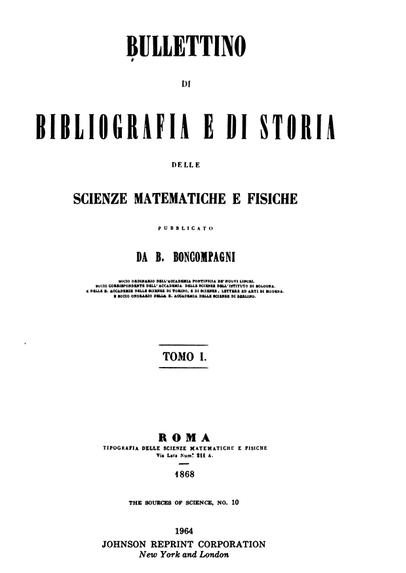 BULLETTINO
DI
BIBLIOGRAFIA E DI STORIA
DELLE
SCIENZE MATEMATICHE E FISICHE
PUBBLICATO
DA B. BONCOMPAGNI
SOCIO ORDINARIO DELL'ACCADEMIA PONTIFICIA DE' NUOVI LINCEI,
SOCIO CORRISPONDENTE DELL'ACCADEMIA DELLE SCIENZE DELL'ISTITUTO DI BOLOGNA,
E DELLE R. ACCADEMIE DELLE SCIENZE DI TORINO, E DI SCIENZE, LETTERE ED ARTI DI MODENA,
E SOCIO ONORARIO DELLA R. ACCADEMIA DELLE SCIENZE DI BERLINO.
TOMO I.
ROMA
TIPOGRAFIA DELLE SCIENZE MATEMATICHE E FISICHE
Via Lata Num.° 211 A.
1868
THE SOURCES OF SCIENCE, NO. 10
1964
JOHNSON REPRINT CORPORATION
New York and London